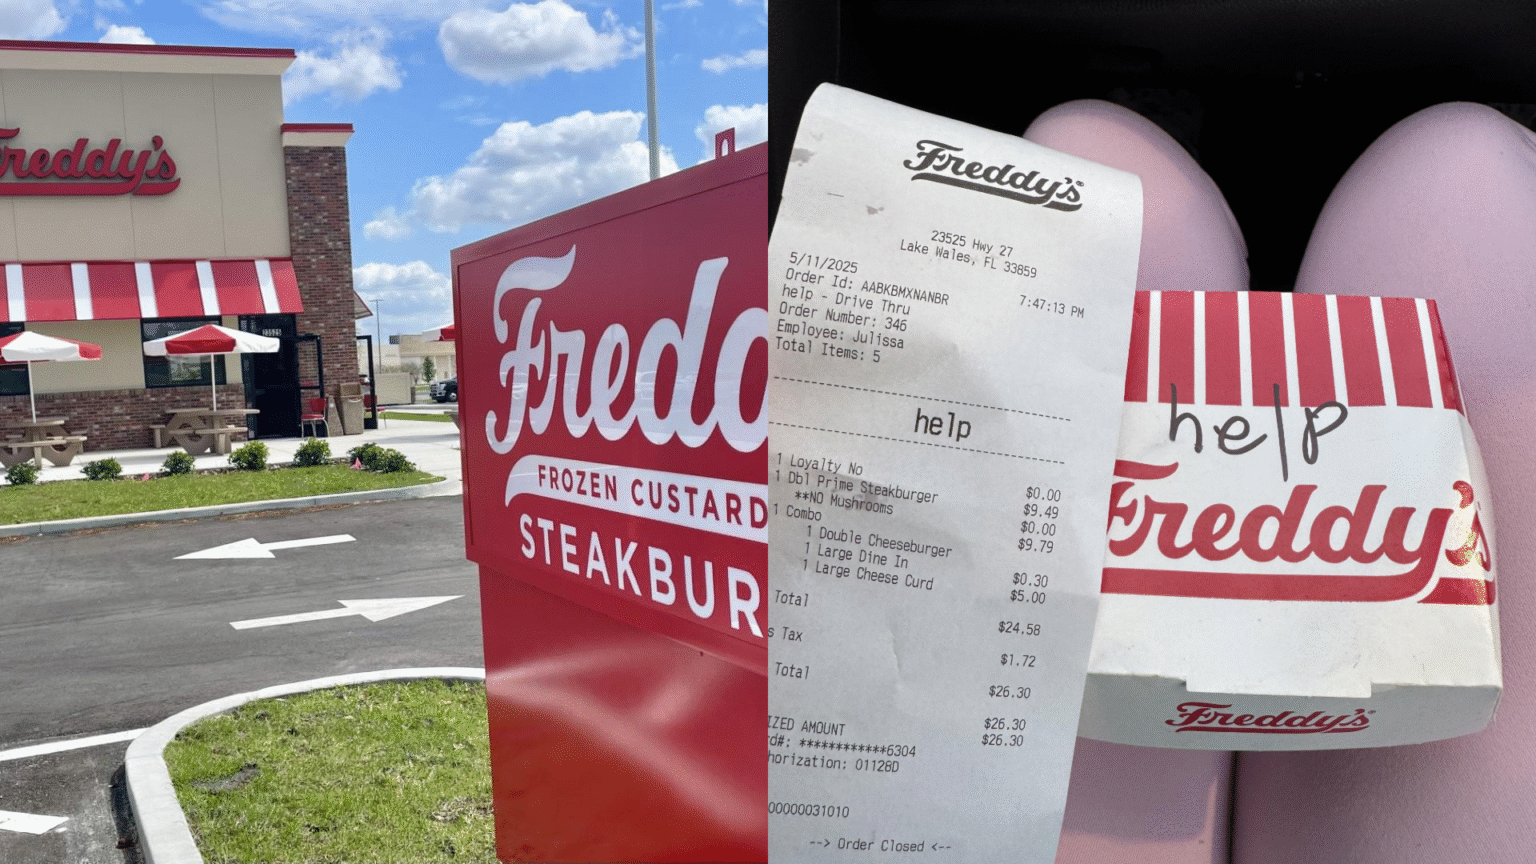 Freddy's
23525
Fredd
FROZEN CUSTARD
STEAKBUR
Freddy's
23525 Hwy 27
Lake Wales, FL 33859
5/11/2025 7:47:13 PM
Order Id: AABKBMXNANBR
help - Drive Thru
Order Number: 346
Employee: Julissa
Total Items: 5
help
1 Loyalty No $0.00
1 Dbl Prime Steakburger $9.49
**NO Mushrooms $0.00
1 Combo $9.79
1 Double Cheeseburger
1 Large Dine In $0.30
1 Large Cheese Curd $5.00
Total $24.58
s Tax $1.72
Total $26.30
IZED AMOUNT $26.30
rd#: ************6304 $26.30
horization: 01128D
00000031010
--> Order Closed <--
help
Freddy's
Freddy's